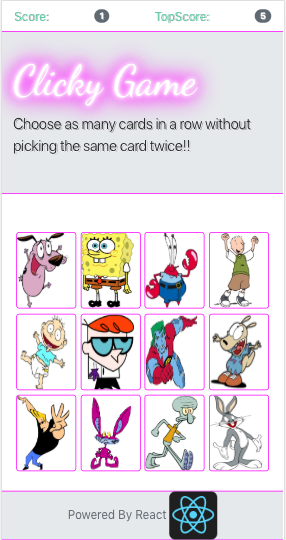 Score: 1 TopScore: 5
Clicky Game
Choose as many cards in a row without
picking the same card twice!!
Powered By React